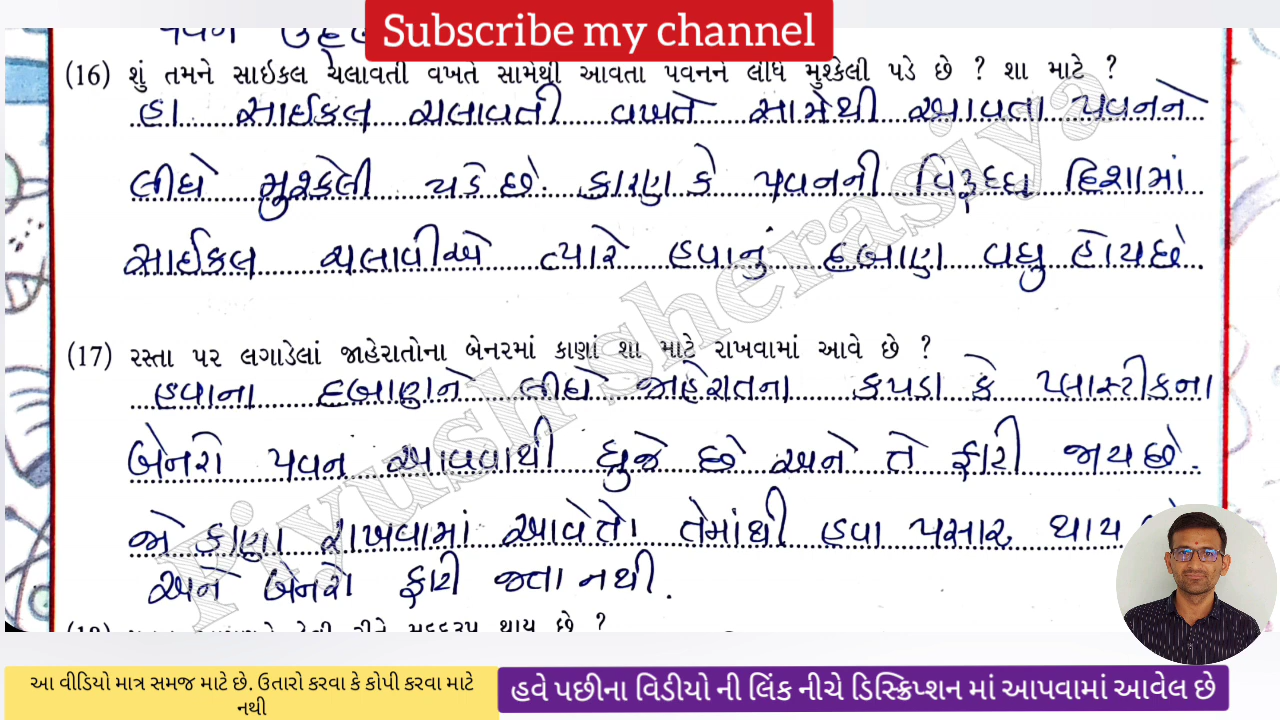 Subscribe my channel
પવન
(16) શું તમને સાઇકલ ચલાવતી વખતે સામેથી આવતા પવનને લીધે મુશ્કેલી પડે છે ? શા માટે ?
હા સાઈકલ ચલાવતી વખતે સામેથી આવતા પવનને
લીધે મુશ્કેલી પડે છે. કારણ કે પવનની વિરૂદ્ધ દિશામાં
સાઈકલ ચલાવીએ ત્યારે હવાનું દબાણ વધુ હોય છે.
(17) રસ્તા પર લગાડેલાં જાહેરાતોના બેનરમાં કાણાં શા માટે રાખવામાં આવે છે ?
હવાના દબાણને લીધે જાહેરાતના કપડા કે પ્લાસ્ટીકના
બેનરો પવન આવવાથી ધ્રુજે છે અને તે ફાટી જાય છે.
જો કાણા રાખવામાં આવે તો તેમાંથી હવા પસાર થાય
અને બેનરો ફાટી જતા નથી.
થાય છે ?
Piyush sherasiya
આ વીડિયો માત્ર સમજ માટે છે. ઉતારો કરવા કે કોપી કરવા માટે
નથી
હવે પછીના વિડીયો ની લિંક નીચે ડિસ્ક્રિપ્શન માં આપવામાં આવેલ છે